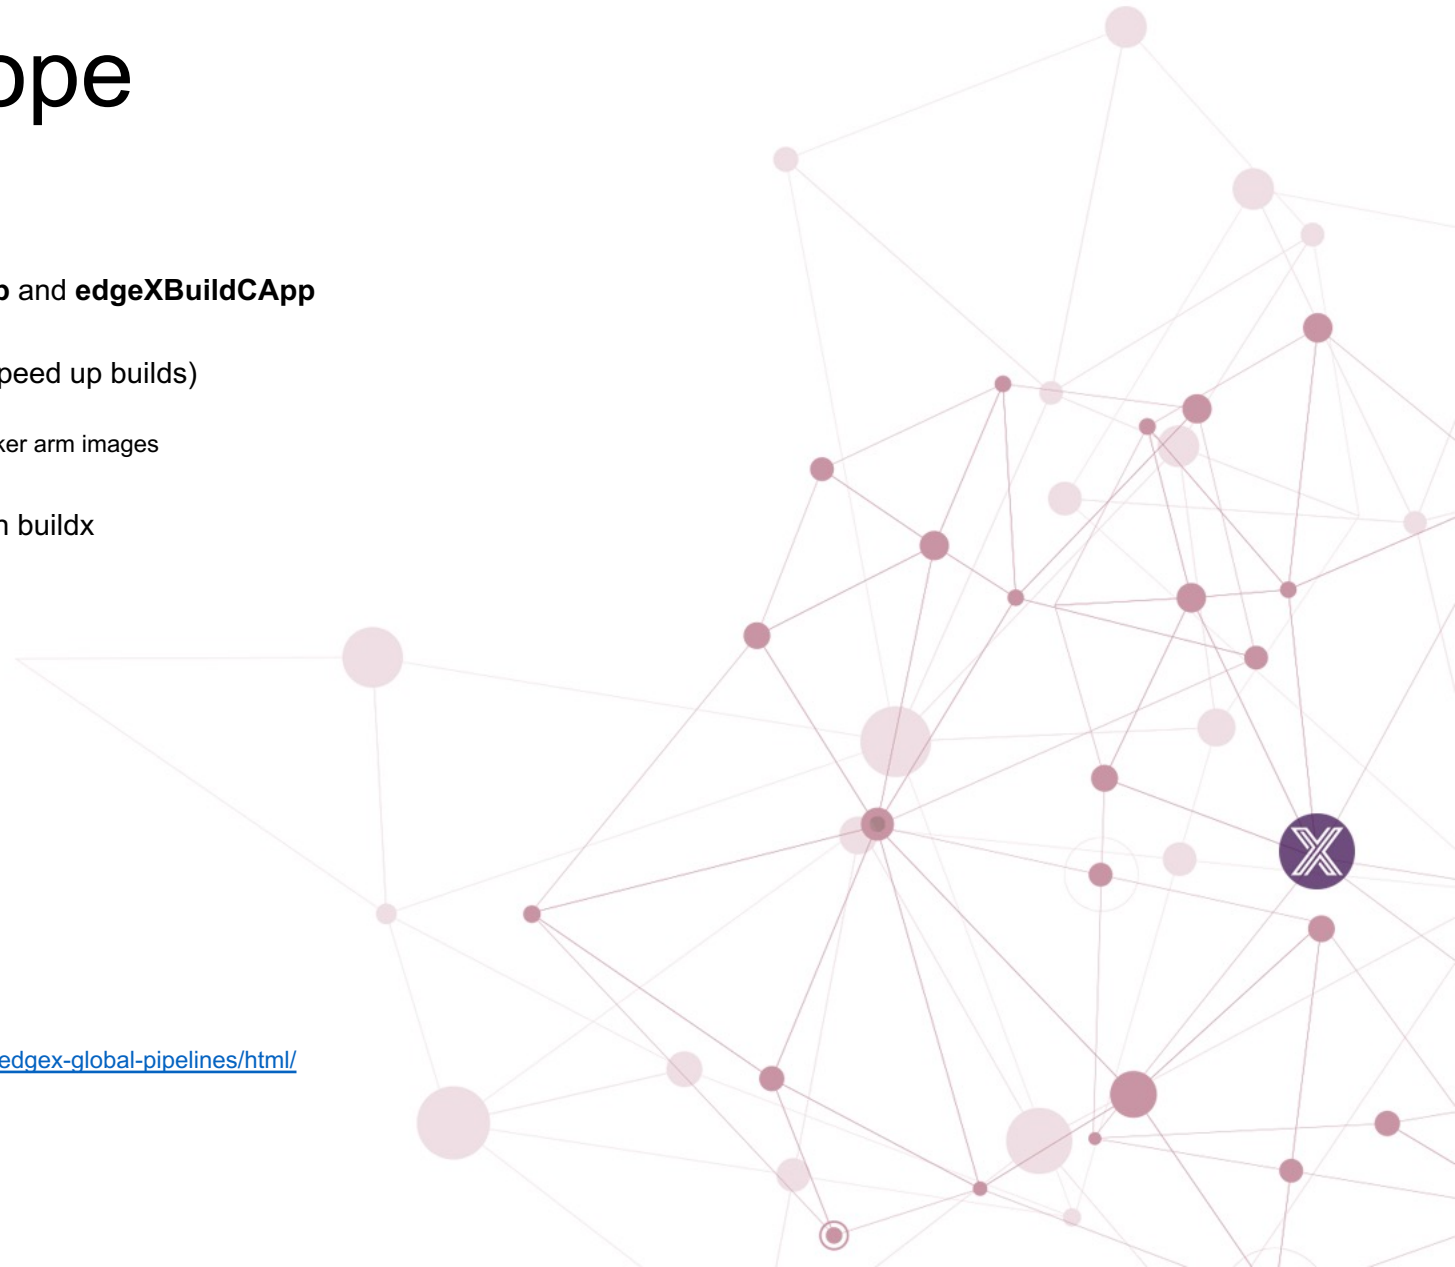 ope
p and edgeXBuildCApp
peed up builds)
ker arm images
n buildx
edgex-global-pipelines/html/